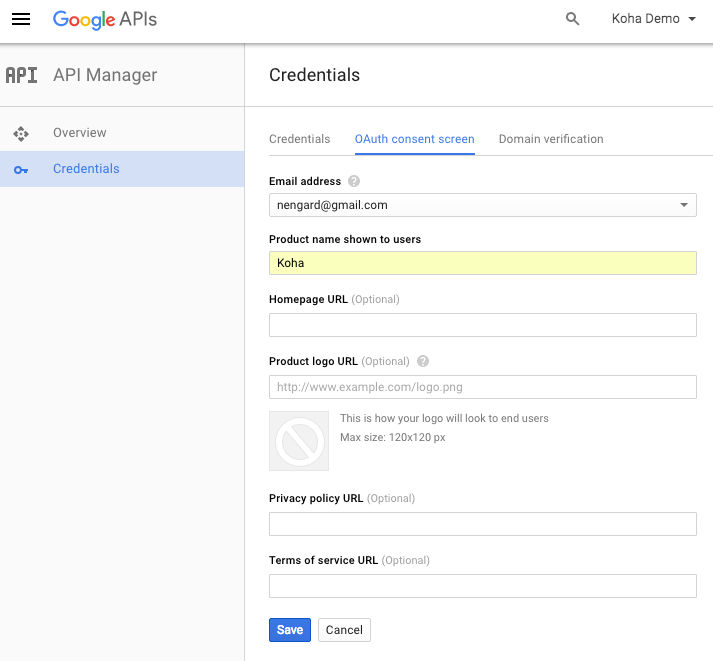 Google APIs
Koha Demo
API API Manager
Credentials
Overview
Credentials
Credentials OAuth consent screen Domain verification
Email address ?
nengard@gmail.com
Product name shown to users
Koha
Homepage URL (Optional)
Product logo URL (Optional) ?
http://www.example.com/logo.png
This is how your logo will look to end users
Max size: 120x120 px
Privacy policy URL (Optional)
Terms of service URL (Optional)
Save Cancel